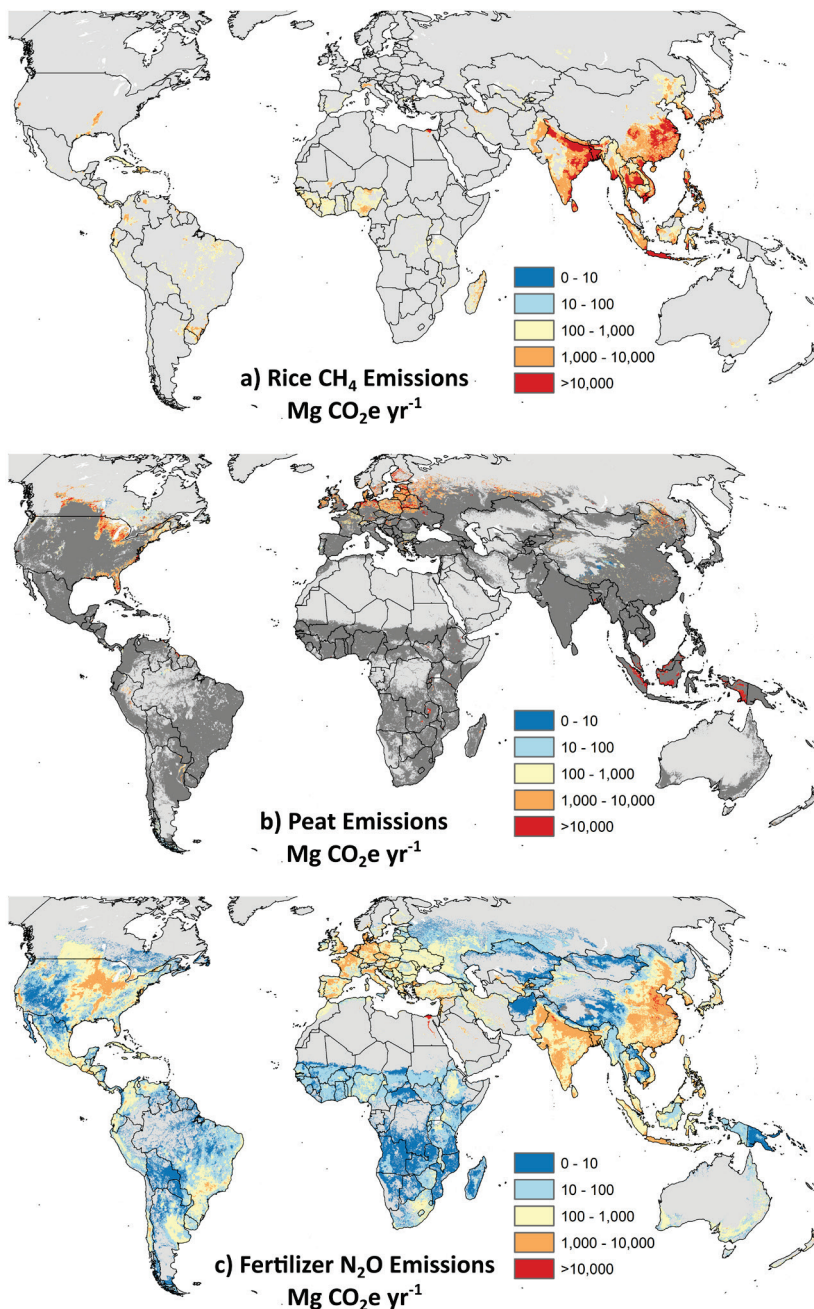 0 - 10
10 - 100
100 - 1,000
1,000 - 10,000
>10,000
a) Rice CH₄ Emissions
Mg CO₂e yr⁻¹
0 - 10
10 - 100
100 - 1,000
1,000 - 10,000
>10,000
b) Peat Emissions
Mg CO₂e yr⁻¹
0 - 10
10 - 100
100 - 1,000
1,000 - 10,000
>10,000
c) Fertilizer N₂O Emissions
Mg CO₂e yr⁻¹